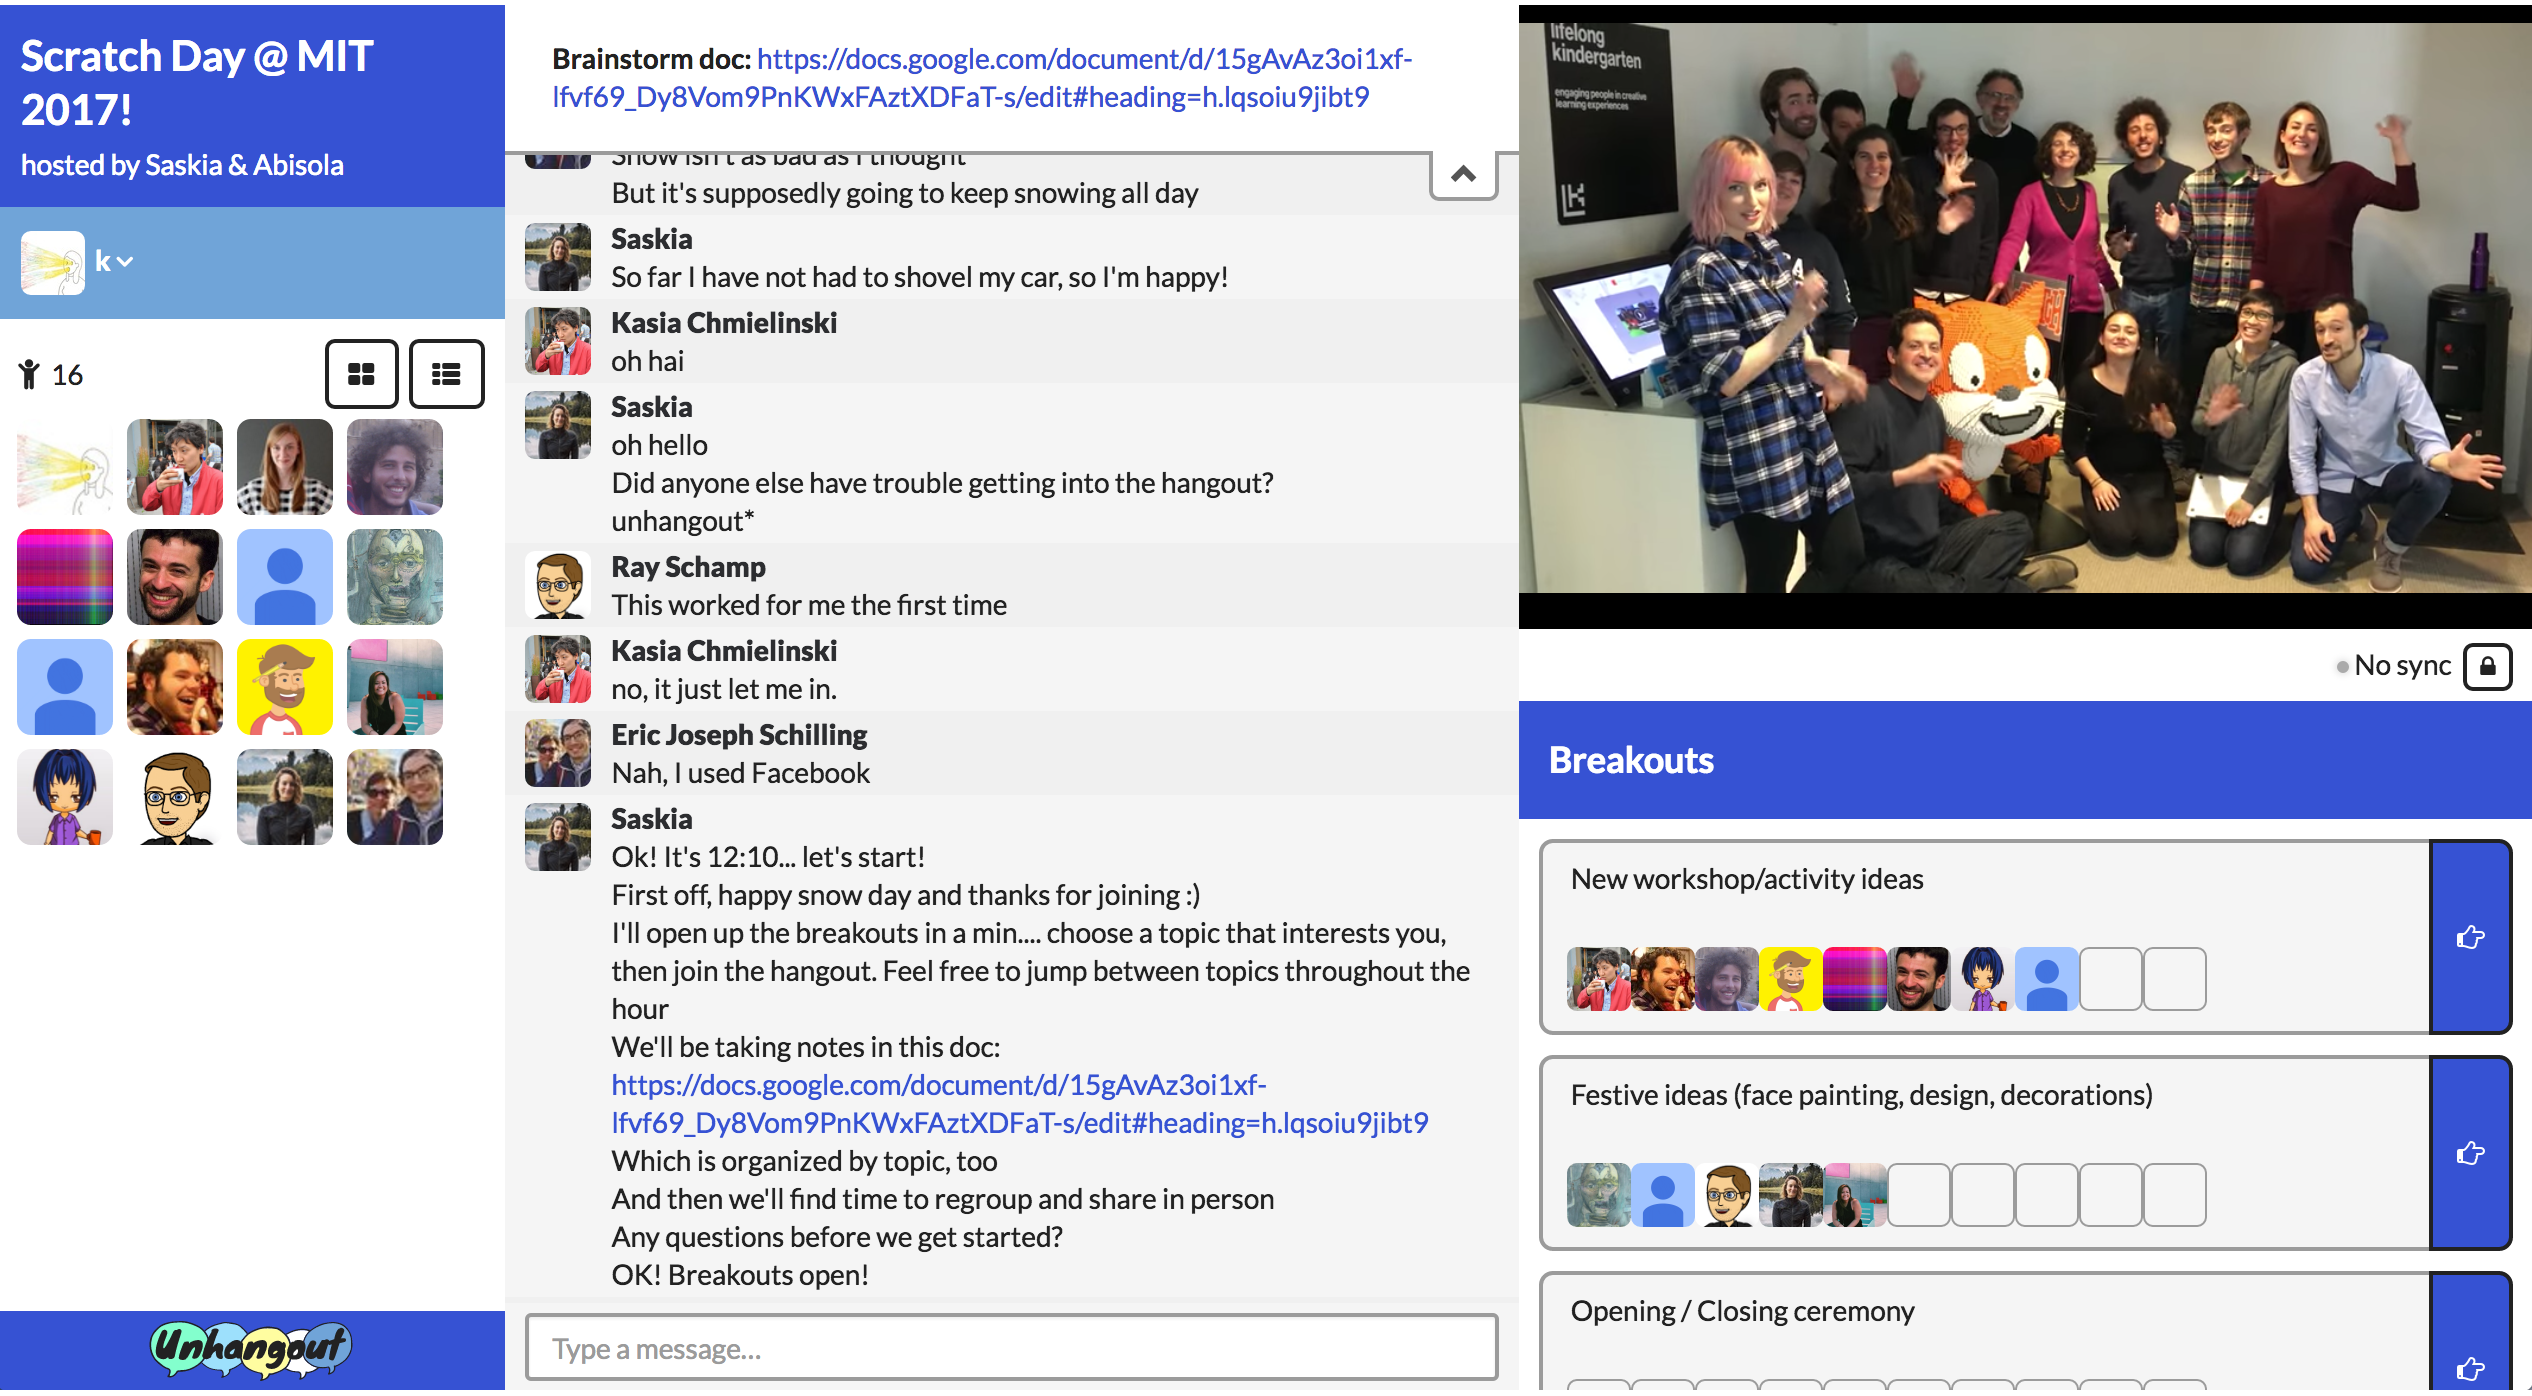 Scratch Day @ MIT
2017!
hosted by Saskia & Abisola
k
16
Unhangout
Brainstorm doc: https://docs.google.com/document/d/15gAvAz3oi1xf-
lfvf69_Dy8Vom9PnKWxFAztXDFaT-s/edit#heading=h.lqsoiu9jibt9
Snow isn't as bad as I thought
But it's supposedly going to keep snowing all day
Saskia
So far I have not had to shovel my car, so I'm happy!
Kasia Chmielinski
oh hai
Saskia
oh hello
Did anyone else have trouble getting into the hangout?
unhangout*
Ray Schamp
This worked for me the first time
Kasia Chmielinski
no, it just let me in.
Eric Joseph Schilling
Nah, I used Facebook
Saskia
Ok! It's 12:10... let's start!
First off, happy snow day and thanks for joining :)
I'll open up the breakouts in a min.... choose a topic that interests you,
then join the hangout. Feel free to jump between topics throughout the
hour
We'll be taking notes in this doc:
https://docs.google.com/document/d/15gAvAz3oi1xf-
lfvf69_Dy8Vom9PnKWxFAztXDFaT-s/edit#heading=h.lqsoiu9jibt9
Which is organized by topic, too
And then we'll find time to regroup and share in person
Any questions before we get started?
OK! Breakouts open!
Type a message...
lifelong
kindergarten
engaging people in creative
learning experiences
No sync
Breakouts
New workshop/activity ideas
Festive ideas (face painting, design, decorations)
Opening / Closing ceremony